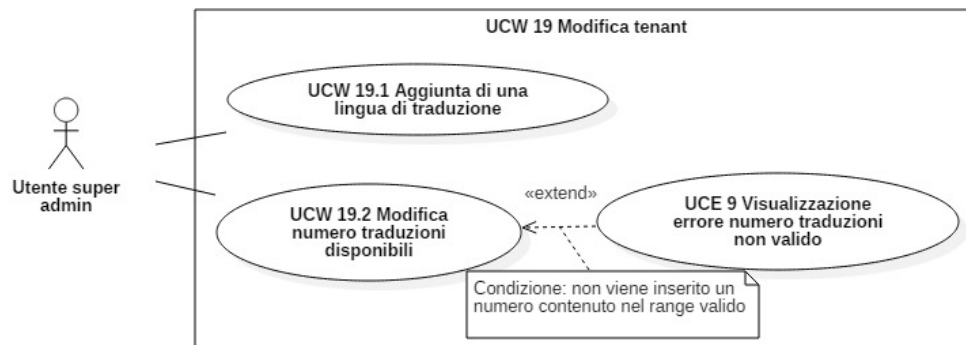 UCW 19 Modifica tenant
UCW 19.1 Aggiunta di una
lingua di traduzione
Utente super
admin
«extend»
UCW 19.2 Modifica
numero traduzioni
disponibili
UCE 9 Visualizzazione
errore numero traduzioni
non valido
Condizione: non viene inserito un
numero contenuto nel range valido